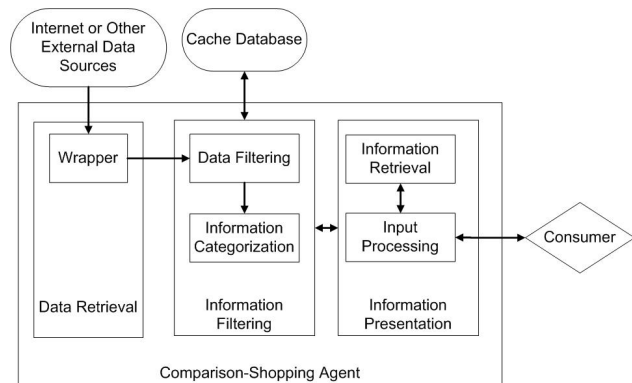 Internet or Other
External Data
Sources
Cache Database
Wrapper
Data Filtering
Information
Retrieval
Information
Categorization
Input
Processing
Consumer
Data Retrieval
Information
Filtering
Information
Presentation
Comparison-Shopping Agent